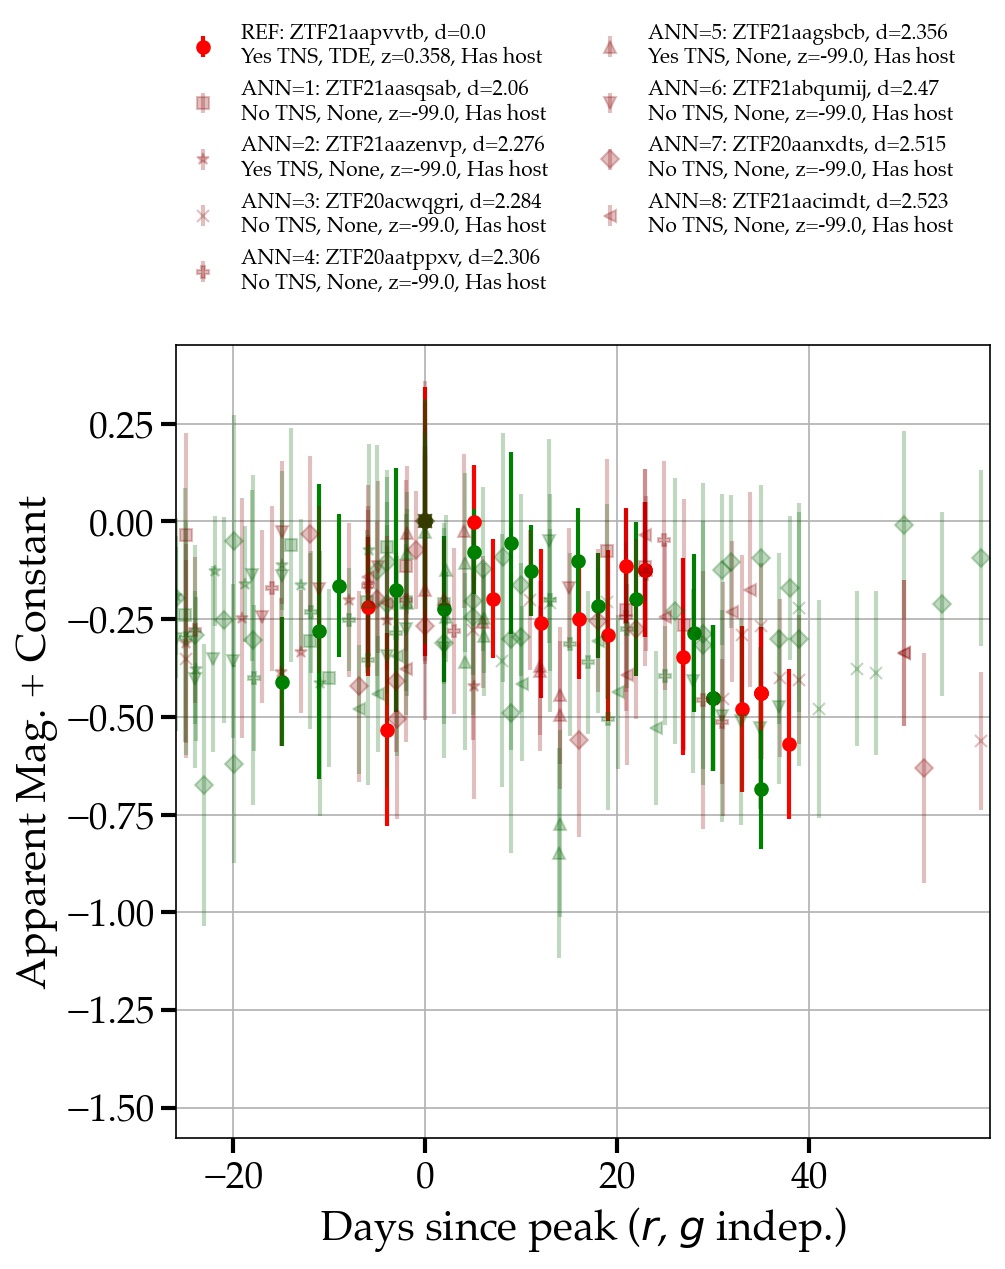 REF: ZTF21aapvvtb, d=0.0
Yes TNS, TDE, z=0.358, Has host
ANN=1: ZTF21aasqsab, d=2.06
No TNS, None, z=-99.0, Has host
ANN=2: ZTF21aazenvp, d=2.276
Yes TNS, None, z=-99.0, Has host
ANN=3: ZTF20acwqgri, d=2.284
No TNS, None, z=-99.0, Has host
ANN=4: ZTF20aatppxv, d=2.306
No TNS, None, z=-99.0, Has host
ANN=5: ZTF21aagsbcb, d=2.356
Yes TNS, None, z=-99.0, Has host
ANN=6: ZTF21abqumij, d=2.47
No TNS, None, z=-99.0, Has host
ANN=7: ZTF20aanxdts, d=2.515
No TNS, None, z=-99.0, Has host
ANN=8: ZTF21aacimdt, d=2.523
No TNS, None, z=-99.0, Has host
Apparent Mag. + Constant
0.25
0.00
−0.25
−0.50
−0.75
−1.00
−1.25
−1.50
−20
0
20
40
Days since peak (r, g indep.)